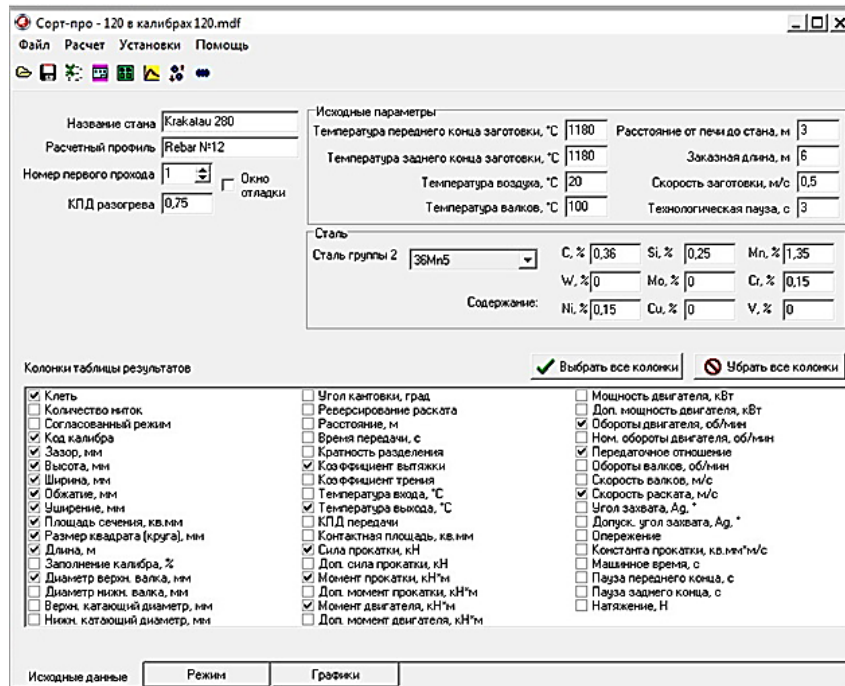 Сорт-про - 120 в калибрах120.mdf
Файл Расчет Установки Помощь
Название стана Krakatau 280
Расчетный профиль Rebar №12
Номер первого прохода 1
Окно отладки
КПД разогрева 0,75
Исходные параметры
Температура переднего конца заготовки, °С 1180 Расстояние от печи до стана, м 3
Температура заднего конца заготовки, °С 1180 Заказная длина, м 6
Температура воздуха, °С 20 Скорость заготовки, м/с 0,5
Температура валков, °С 100 Технологическая пауза, с 3
Сталь
Сталь группы 2 36Mn5 C, % 0,36 Si, % 0,25 Mn, % 1,35
W, % 0 Mo, % 0 Cr, % 0,15
Содержание: Ni, % 0,15 Cu, % 0 V, % 0
Колонки таблицы результатов Выбрать все колонки Убрать все колонки
Клеть
Количество ниток
Согласованный режим
Код калибра
Зазор, мм
Высота, мм
Ширина, мм
Обжатие, мм
Уширение, мм
Площадь сечения, кв.мм
Размер квадрата (круга), мм
Длина, м
Заполнение калибра, %
Диаметр верхн. валка, мм
Диаметр нижн. валка, мм
Верхн. катающий диаметр, мм
Нижн. катающий диаметр, мм
Угол кантовки, град
Реверсирование раската
Расстояние, м
Время передачи, с
Кратность разделения
Коэффициент вытяжки
Коэффициент трения
Температура входа, °С
Температура выхода, °С
КПД передачи
Контактная площадь, кв.мм
Сила прокатки, кН
Доп. сила прокатки, кН
Момент прокатки, кН*м
Доп. момент прокатки, кН*м
Момент двигателя, кН*м
Доп. момент двигателя, кН*м
Мощность двигателя, кВт
Доп. мощность двигателя, кВт
Обороты двигателя, об/мин
Ном. обороты двигателя, об/мин
Передаточное отношение
Обороты валков, об/мин
Скорость валков, м/с
Скорость раската, м/с
Угол захвата, Ag, °
Допуск. угол захвата, Ag, °
Опережение
Константа прокатки, кв.мм*м/с
Машинное время, с
Пауза переднего конца, с
Пауза заднего конца, с
Натяжение, Н
Исходные данные Режим Графики